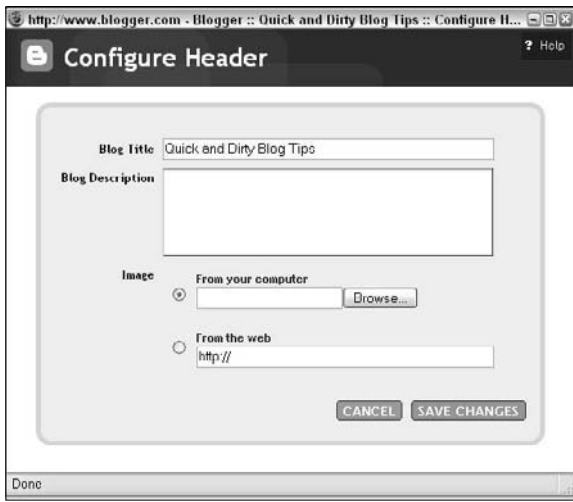 http://www.blogger.com - Blogger :: Quick and Dirty Blog Tips :: Configure H...
Configure Header
? Help
Blog Title
Quick and Dirty Blog Tips
Blog Description
Image
From your computer
Browse...
From the web
http://
CANCEL
SAVE CHANGES
Done